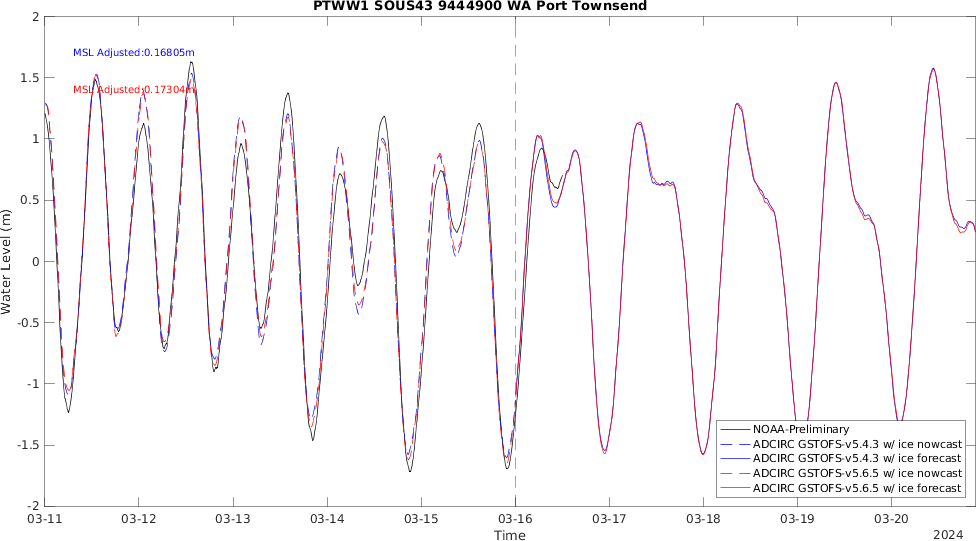 PTWW1 SOUS43 9444900 WA Port Townsend
2
1.5
1
0.5
0
-0.5
-1
-1.5
-2
Water Level (m)
MSL Adjusted:0.16805m
MSL Adjusted:0.17304m
NOAA-Preliminary
ADCIRC GSTOFS-v5.4.3 w/ ice nowcast
ADCIRC GSTOFS-v5.4.3 w/ ice forecast
ADCIRC GSTOFS-v5.6.5 w/ ice nowcast
ADCIRC GSTOFS-v5.6.5 w/ ice forecast
03-11 03-12 03-13 03-14 03-15 03-16 03-17 03-18 03-19 03-20
Time
2024